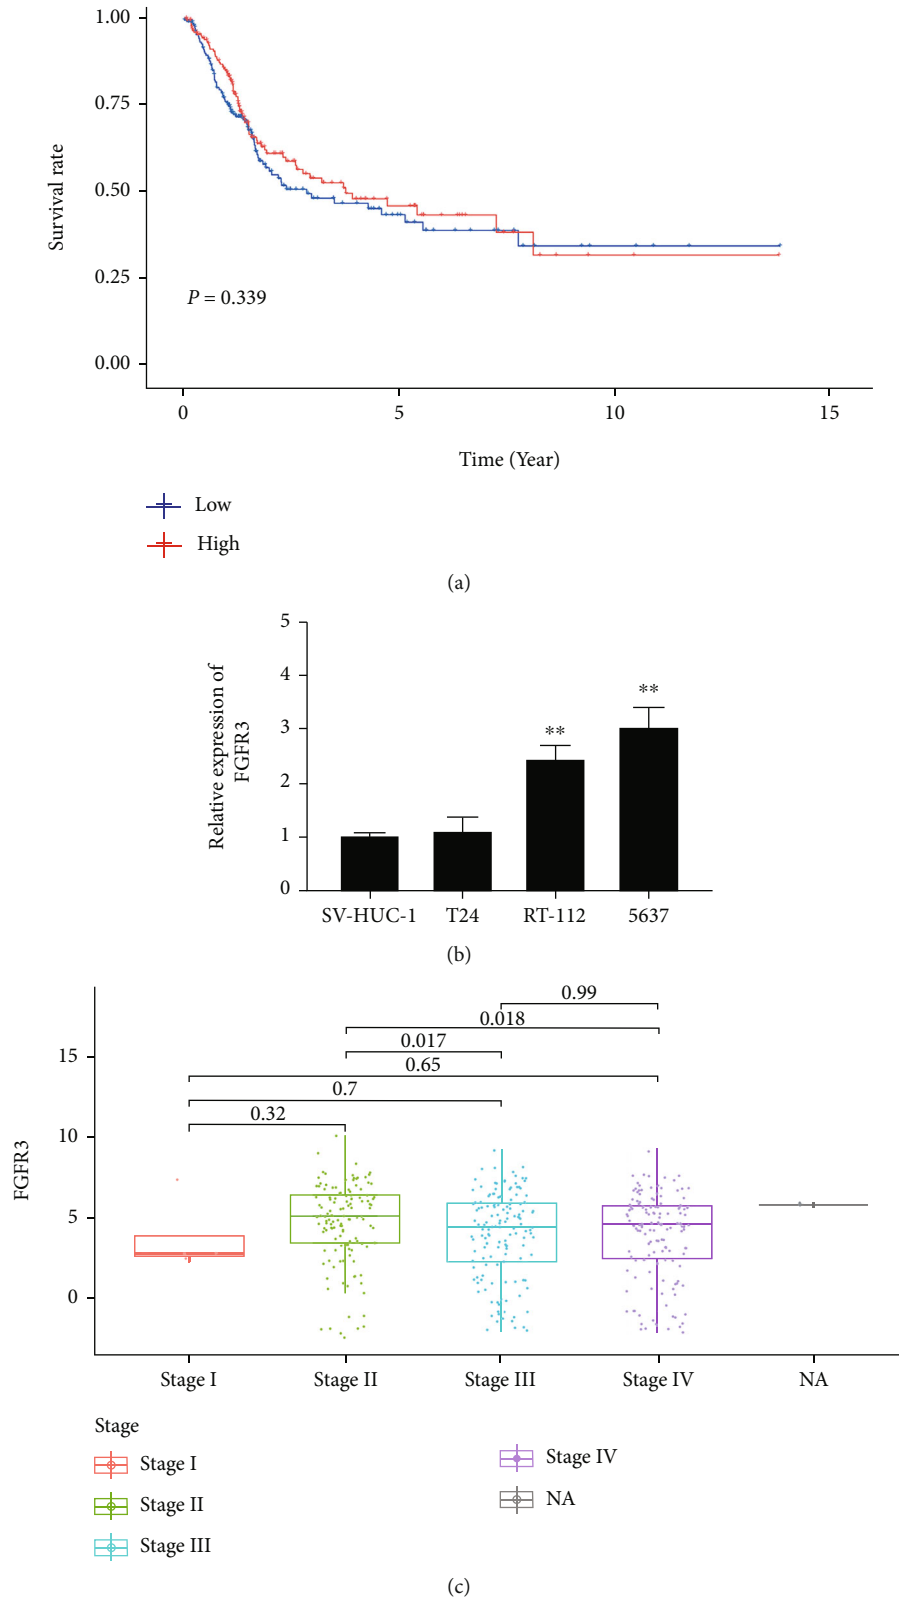 1.00
0.75
0.50
0.25
0.00
Survival rate
P = 0.339
0 5 10 15
Time (Year)
Low
High
(a)
5
4
3
2
1
0
Relative expression of
FGFR3
**
**
SV-HUC-1 T24 RT-112 5637
(b)
0.99
0.018
0.017
0.65
0.7
0.32
15
10
5
0
FGFR3
Stage I Stage II Stage III Stage IV NA
Stage
Stage I
Stage II
Stage III
Stage IV
NA
(c)